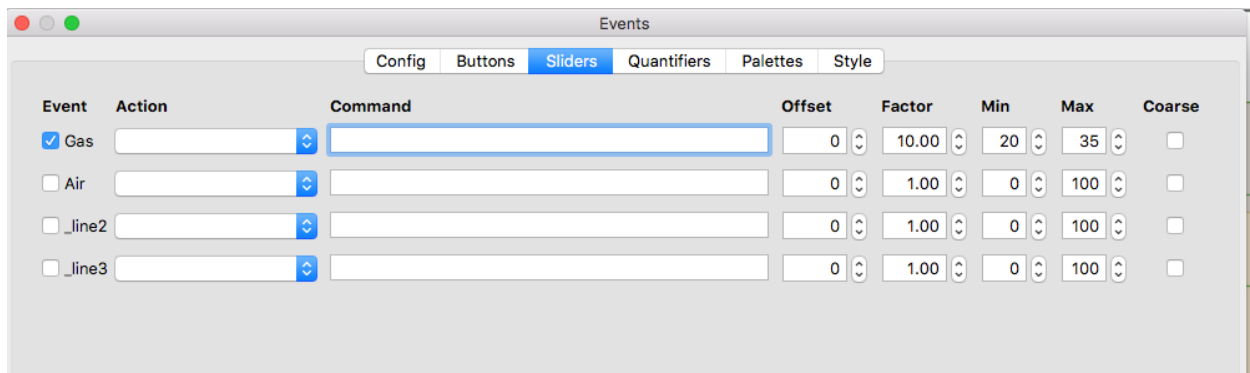 Events
Config Buttons Sliders Quantifiers Palettes Style
Event Action Command Offset Factor Min Max Coarse
Gas 0 10.00 20 35
Air 0 1.00 0 100
_line2 0 1.00 0 100
_line3 0 1.00 0 100